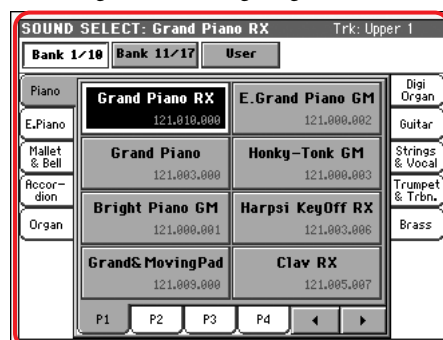 SOUND SELECT: Grand Piano RX Trk: Upper 1
Bank 1/10 Bank 11/17 User
Piano
E.Piano
Mallet
& Bell
Accor-
dion
Organ
Grand Piano RX
121.010.000
E.Grand Piano GM
121.000.002
Grand Piano
121.003.000
Honky-Tonk GM
121.000.003
Bright Piano GM
121.000.001
Harpsi KeyOff RX
121.003.006
Grand&MovingPad
121.009.000
Clav RX
121.005.007
Digi
Organ
Guitar
Strings
& Vocal
Trumpet
& Trbn.
Brass
P1 P2 P3 P4